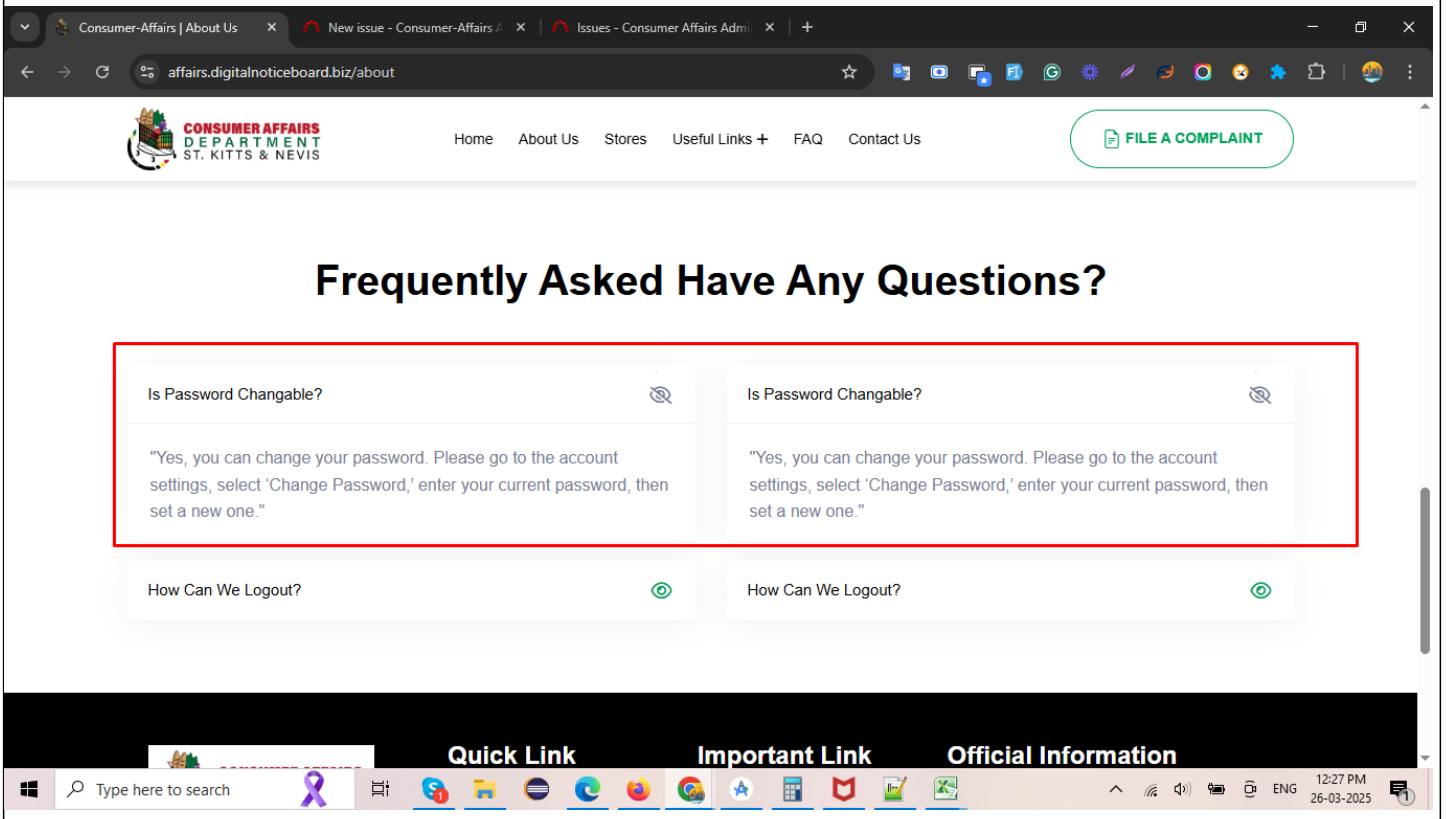 Consumer-Affairs | About Us
New issue - Consumer-Affairs A
Issues - Consumer Affairs Admi
affairs.digitalnoticeboard.biz/about
CONSUMER AFFAIRS
DEPARTMENT
ST. KITTS & NEVIS
Home About Us Stores Useful Links + FAQ Contact Us
FILE A COMPLAINT
Frequently Asked Have Any Questions?
Is Password Changable?
"Yes, you can change your password. Please go to the account
settings, select ‘Change Password,’ enter your current password, then
set a new one."
How Can We Logout?
Is Password Changable?
"Yes, you can change your password. Please go to the account
settings, select ‘Change Password,’ enter your current password, then
set a new one."
How Can We Logout?
Quick Link
Important Link
Official Information
Type here to search
ENG
12:27 PM
26-03-2025